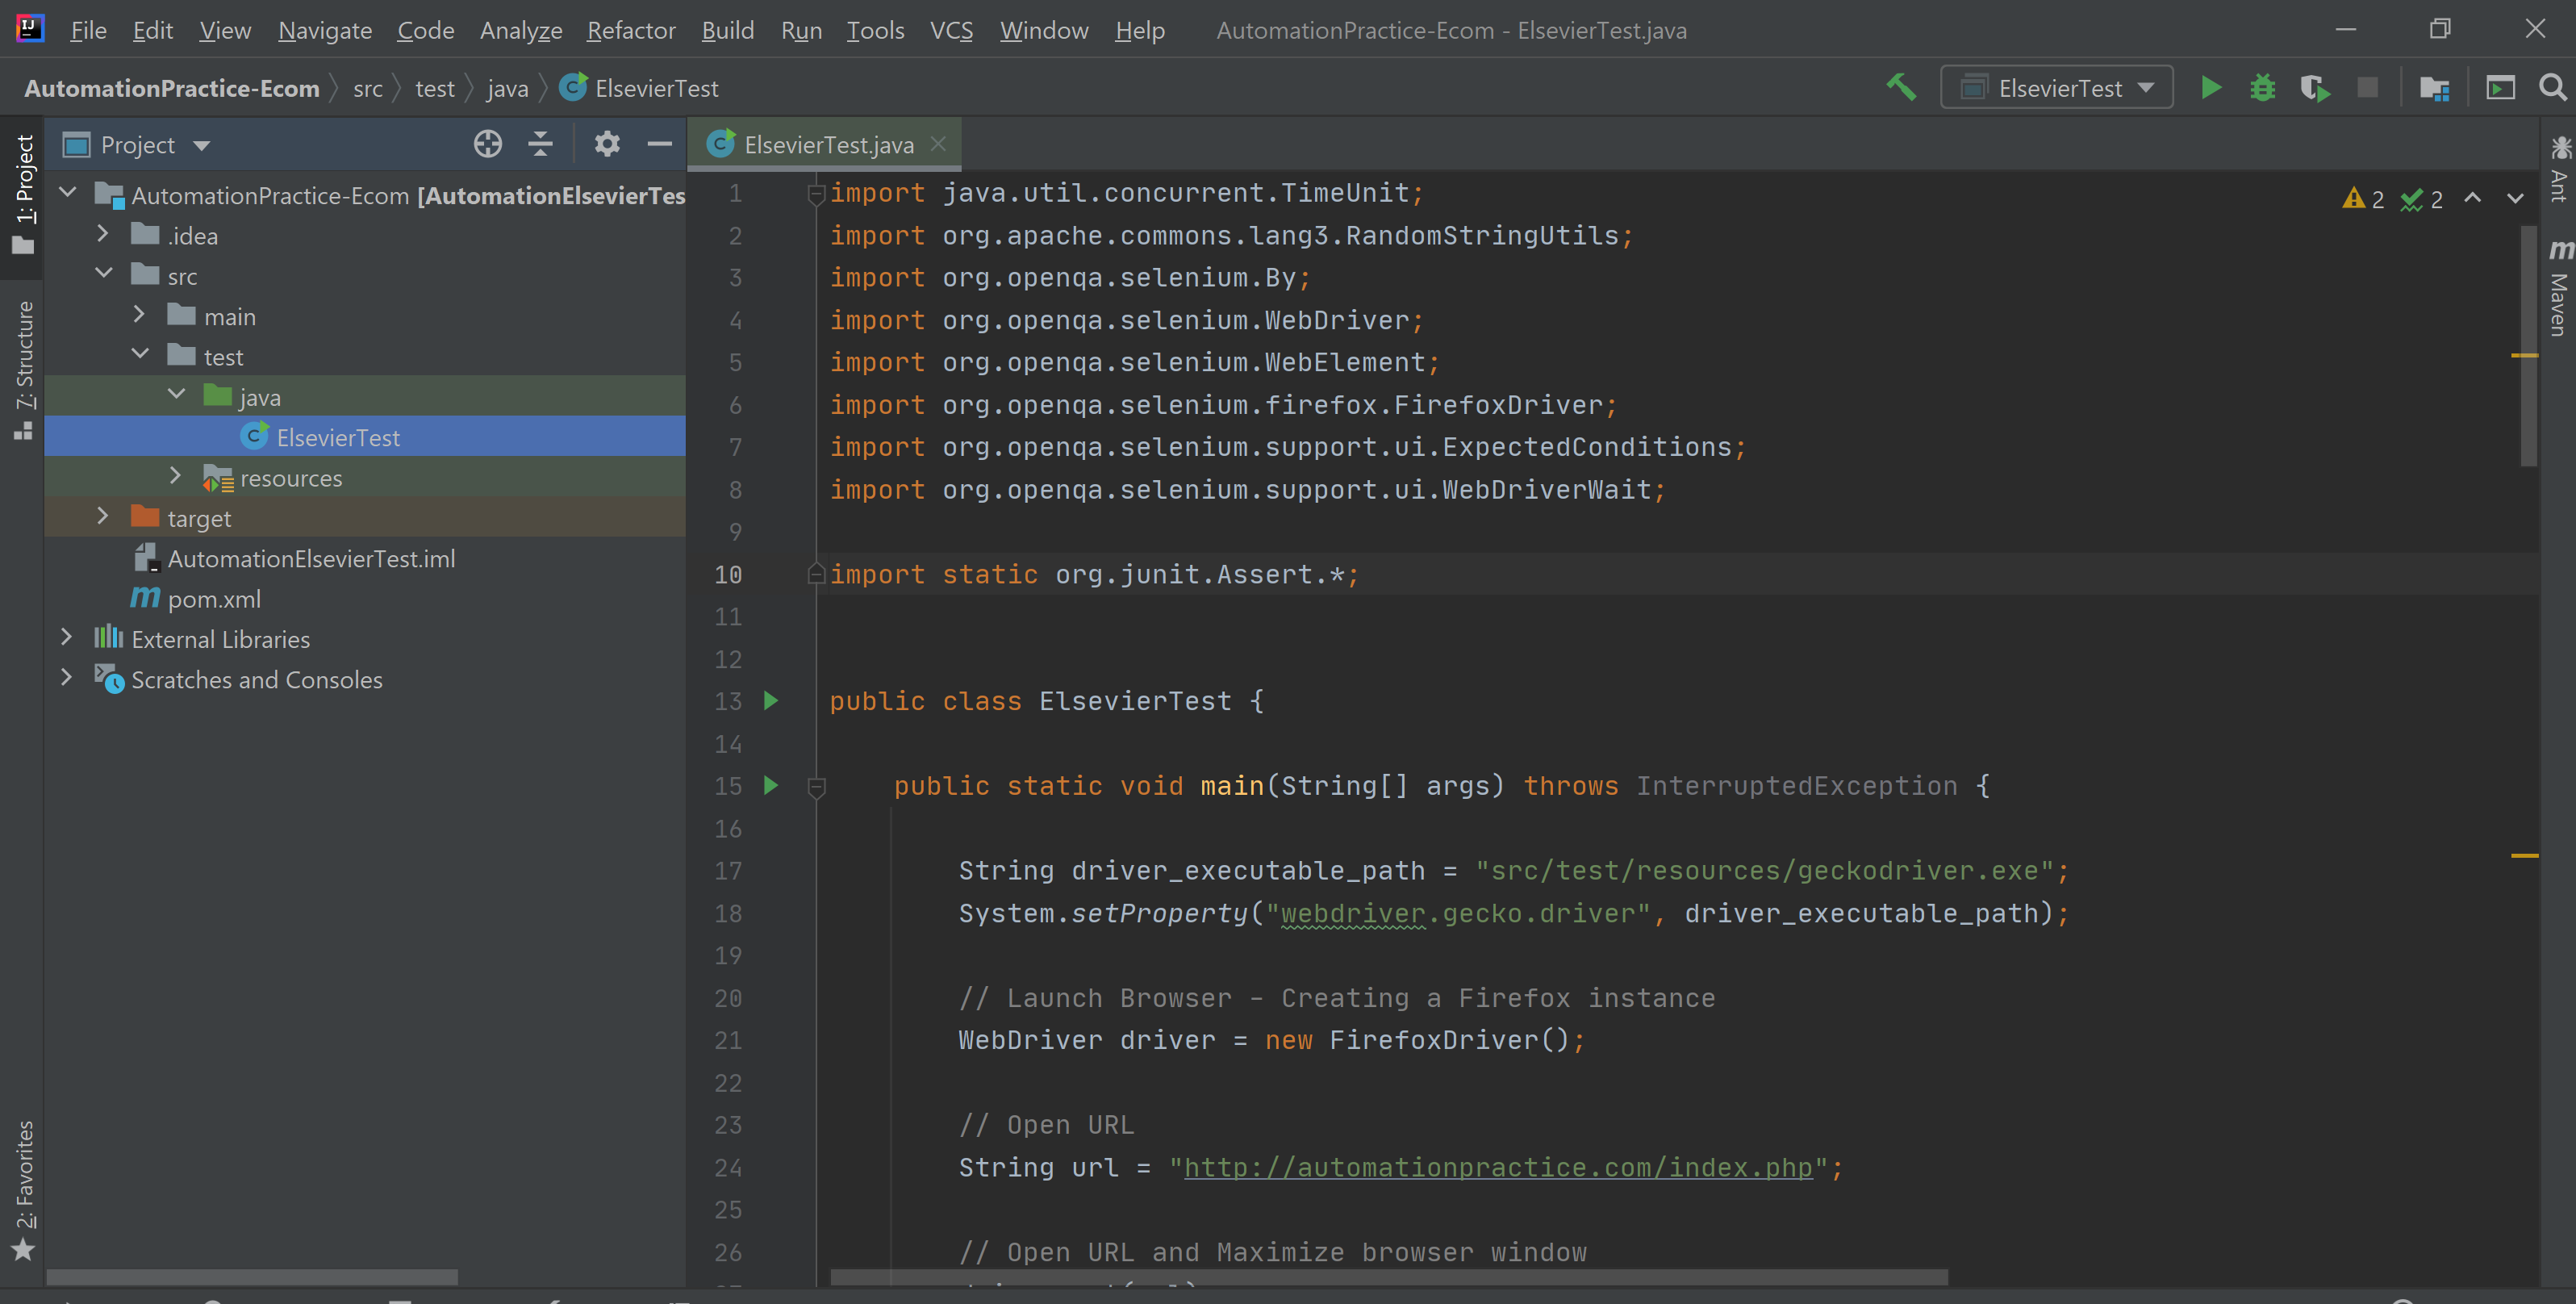 File Edit View Navigate Code Analyze Refactor Build Run Tools VCS Window Help AutomationPractice-Ecom - ElsevierTest.java
AutomationPractice-Ecom src test java ElsevierTest
ElsevierTest
1: Project
7: Structure
2: Favorites
Project
AutomationPractice-Ecom [AutomationElsevierTes
.idea
src
main
test
java
ElsevierTest
resources
target
AutomationElsevierTest.iml
pom.xml
External Libraries
Scratches and Consoles
ElsevierTest.java
2 2
1 import java.util.concurrent.TimeUnit;
2 import org.apache.commons.lang3.RandomStringUtils;
3 import org.openqa.selenium.By;
4 import org.openqa.selenium.WebDriver;
5 import org.openqa.selenium.WebElement;
6 import org.openqa.selenium.firefox.FirefoxDriver;
7 import org.openqa.selenium.support.ui.ExpectedConditions;
8 import org.openqa.selenium.support.ui.WebDriverWait;
9
10 import static org.junit.Assert.*;
11
12
13 public class ElsevierTest {
14
15 public static void main(String[] args) throws InterruptedException {
16
17 String driver_executable_path = "src/test/resources/geckodriver.exe";
18 System.setProperty("webdriver.gecko.driver", driver_executable_path);
19
20 // Launch Browser - Creating a Firefox instance
21 WebDriver driver = new FirefoxDriver();
22
23 // Open URL
24 String url = "http://automationpractice.com/index.php";
25
26 // Open URL and Maximize browser window
Ant
Maven